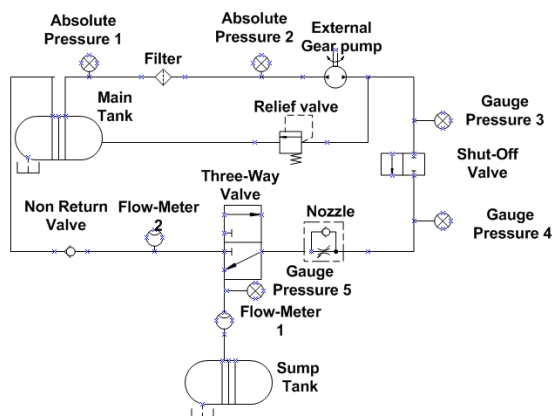 Absolute
Pressure 1
Absolute
Pressure 2
External
Gear pump
Filter
Main
Tank
Relief valve
Gauge
Pressure 3
Shut-Off
Valve
Three-Way
Valve
Non Return
Valve
Flow-Meter
2
Nozzle
Gauge
Pressure 4
Gauge
Pressure 5
Flow-Meter
1
Sump
Tank